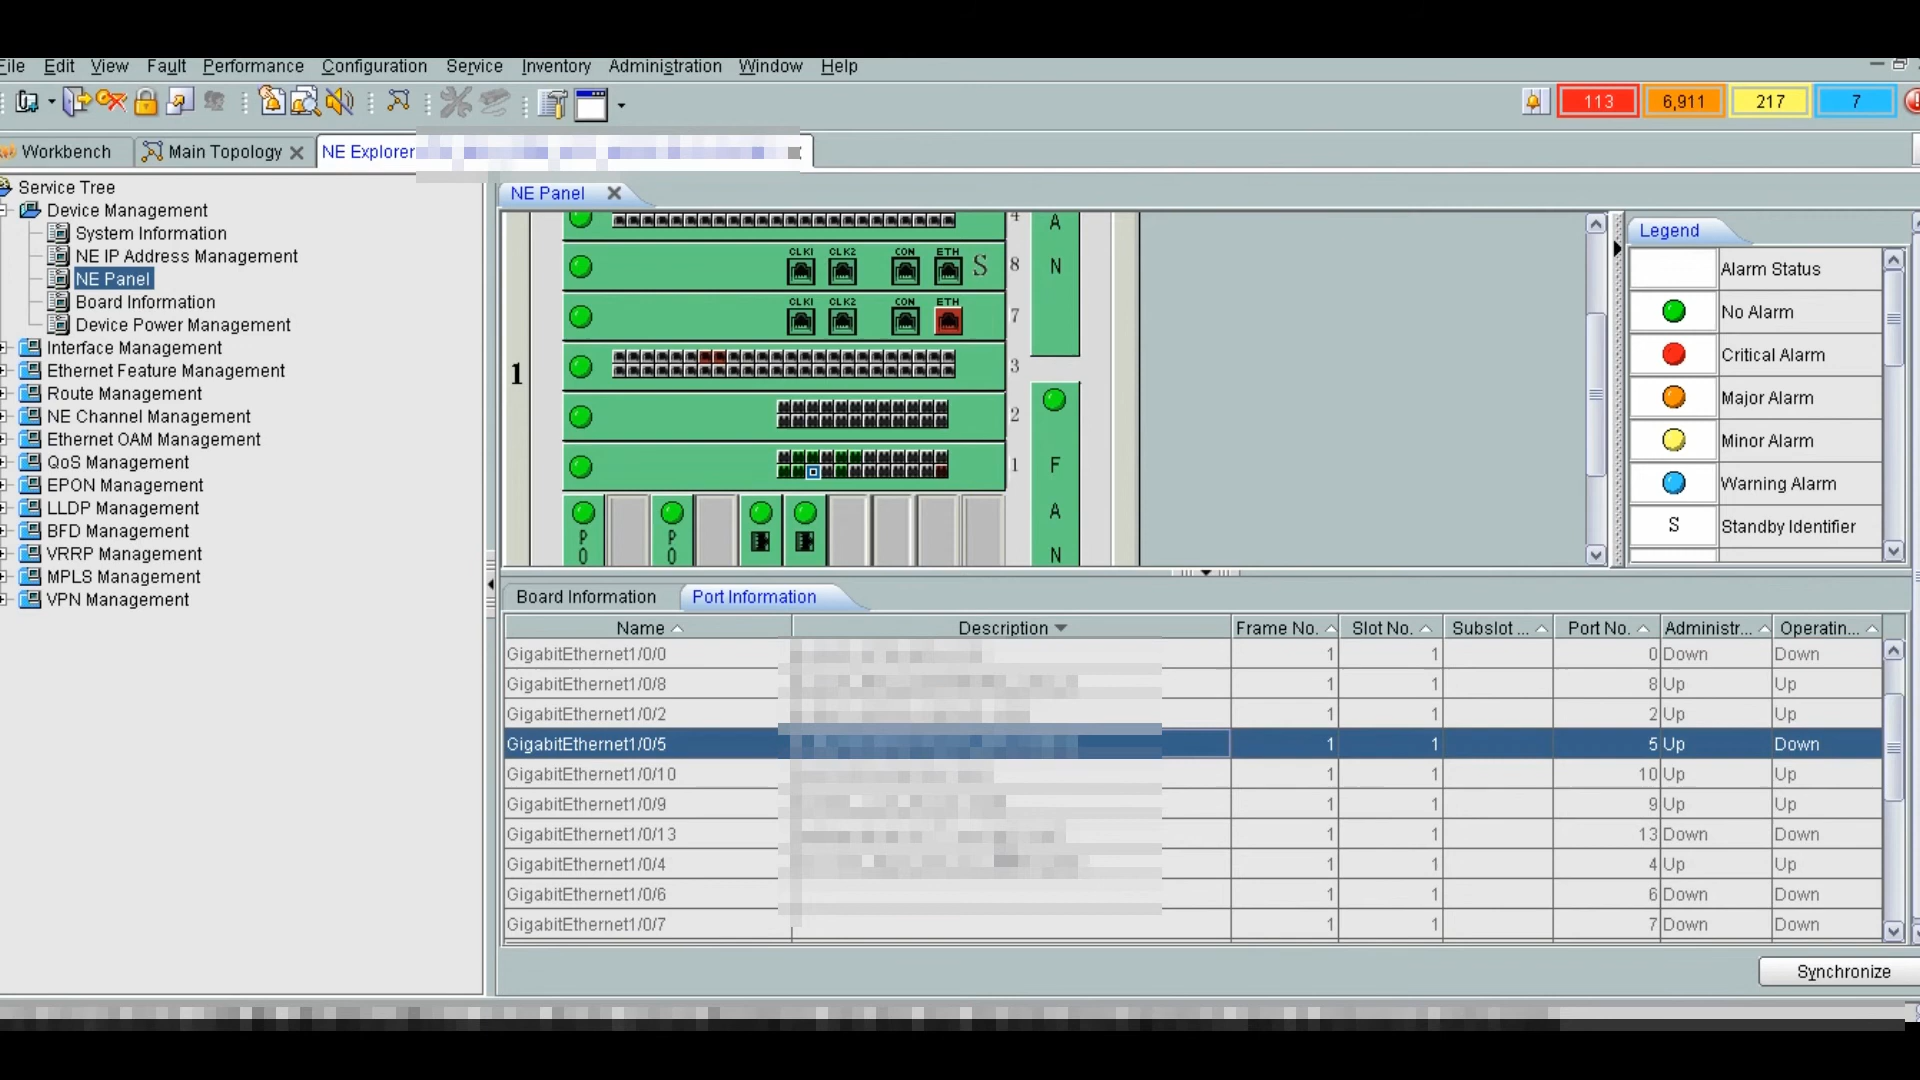 File Edit View Fault Performance Configuration Service Inventory Administration Window Help
113 6,911 217 7
Workbench Main Topology NE Explorer
Service Tree
Device Management
System Information
NE IP Address Management
NE Panel
Board Information
Device Power Management
Interface Management
Ethernet Feature Management
Route Management
NE Channel Management
Ethernet OAM Management
QoS Management
EPON Management
LLDP Management
BFD Management
VRRP Management
MPLS Management
VPN Management
NE Panel
4 A
CLK1 CLK2 CON ETH S 8 N
CLK1 CLK2 CON ETH 7
1
3
2
1 F
A
N
P P
O O
Legend
Alarm Status
No Alarm
Critical Alarm
Major Alarm
Minor Alarm
Warning Alarm
S Standby Identifier
Board Information Port Information
Name Description Frame No. Slot No. Subslot ... Port No. Administr... Operatin...
GigabitEthernet1/0/0 1 1 0 Down Down
GigabitEthernet1/0/8 1 1 8 Up Up
GigabitEthernet1/0/2 1 1 2 Up Up
GigabitEthernet1/0/5 1 1 5 Up Down
GigabitEthernet1/0/10 1 1 10 Up Up
GigabitEthernet1/0/9 1 1 9 Up Up
GigabitEthernet1/0/13 1 1 13 Down Down
GigabitEthernet1/0/4 1 1 4 Up Up
GigabitEthernet1/0/6 1 1 6 Down Down
GigabitEthernet1/0/7 1 1 7 Down Down
Synchronize